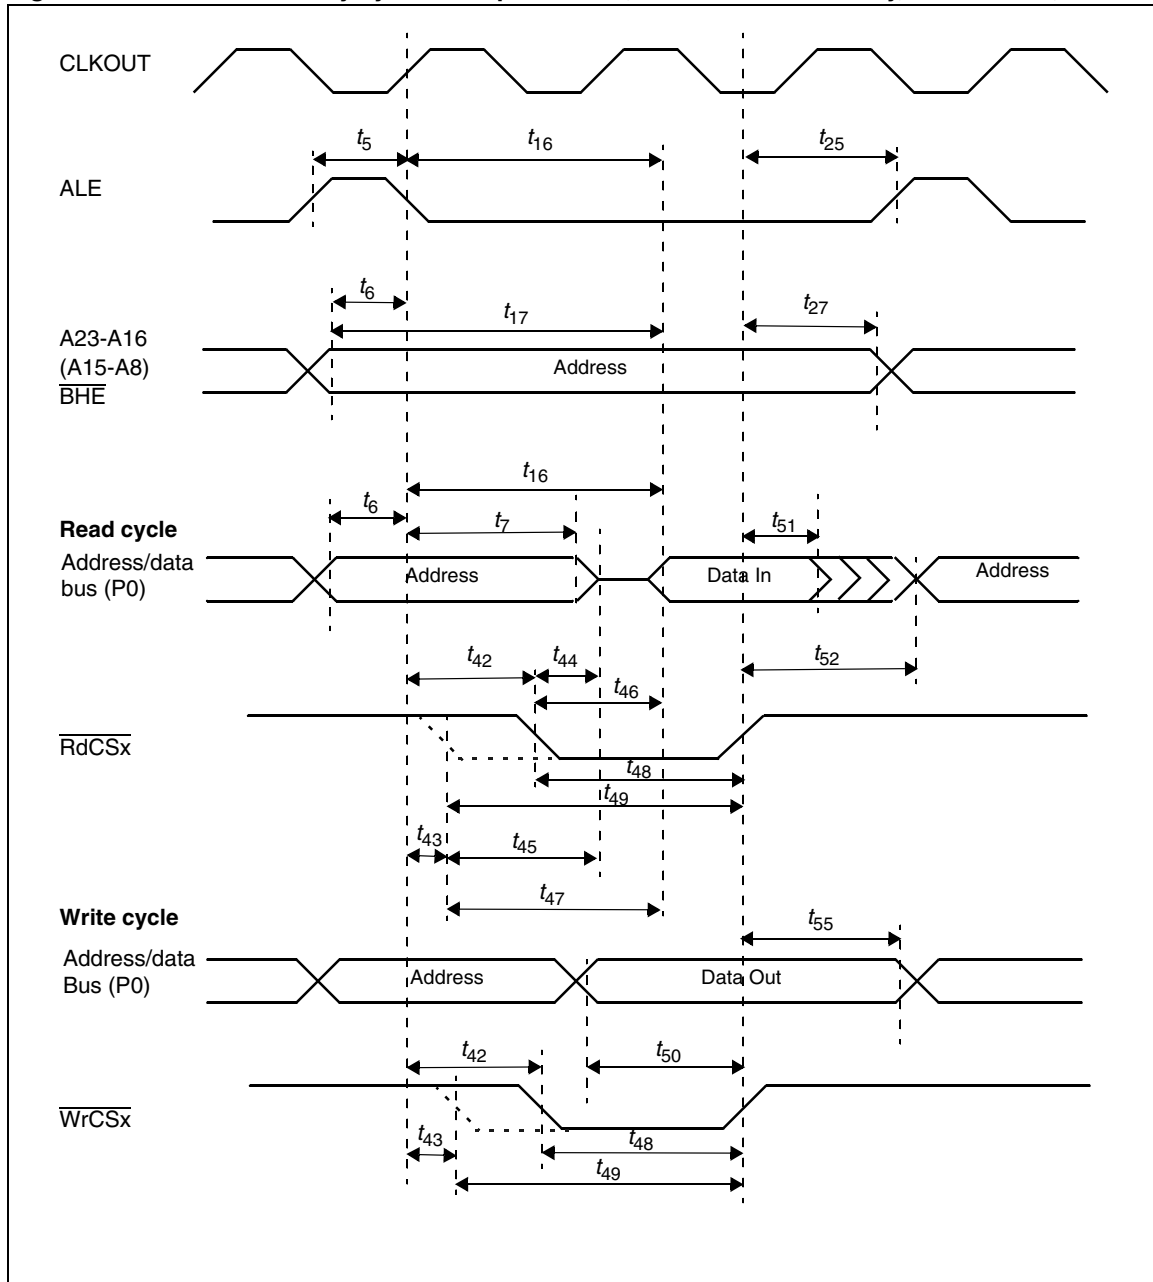 CLKOUT
t5 t16 t25
ALE
t6 t17 t27
A23-A16
(A15-A8)
BHE
Address
t16
t6 t7 t51
Read cycle
Address/data
bus (P0)
Address Data In Address
t42 t44 t52
t46
RdCSx
t48
t49
t43 t45
t47
Write cycle
t55
Address/data
Bus (P0)
Address Data Out
t42 t50
WrCSx
t43 t48
t49